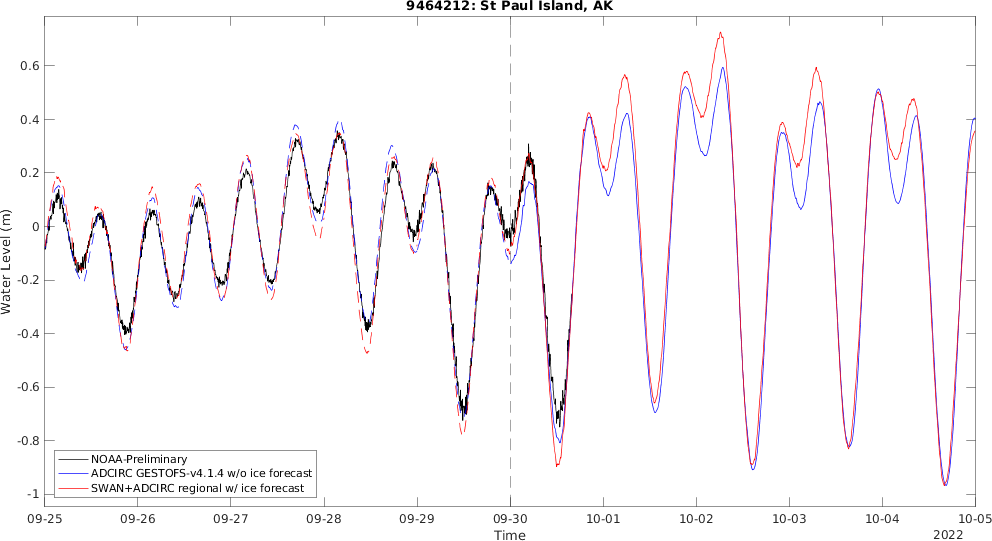 9464212: St Paul Island, AK
Water Level (m)
0.6
0.4
0.2
0
-0.2
-0.4
-0.6
-0.8
-1
NOAA-Preliminary
ADCIRC GESTOFS-v4.1.4 w/o ice forecast
SWAN+ADCIRC regional w/ ice forecast
09-25 09-26 09-27 09-28 09-29 09-30 10-01 10-02 10-03 10-04 10-05
Time
2022